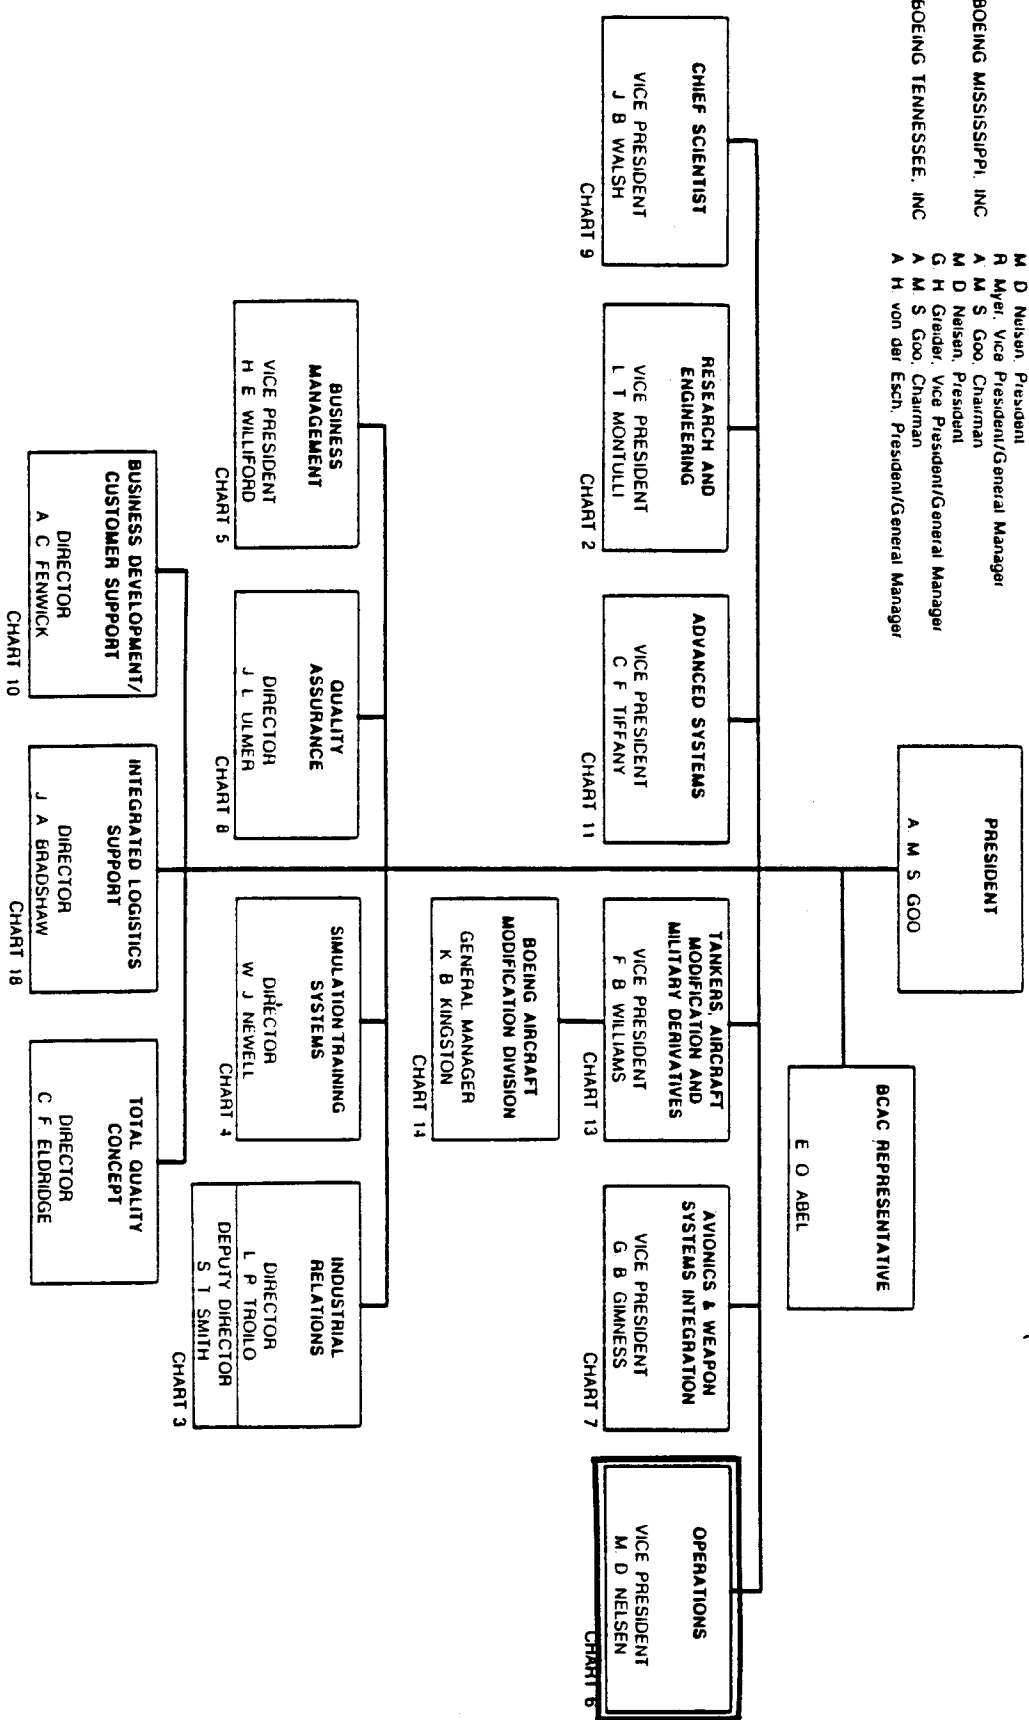 M D Nelsen, President
R Myer, Vice President/General Manager
BOEING MISSISSIPPI, INC A M S Goo, Chairman
M D Nelsen, President
G H Greider, Vice President/General Manager
BOEING TENNESSEE, INC A M S Goo, Chairman
A H von der Esch, President/General Manager
PRESIDENT
A M S GOO
BCAC REPRESENTATIVE
E O ABEL
CHIEF SCIENTIST
VICE PRESIDENT
J B WALSH
CHART 9
RESEARCH AND
ENGINEERING
VICE PRESIDENT
L T MONTULLI
CHART 2
ADVANCED SYSTEMS
VICE PRESIDENT
C F TIFFANY
CHART 11
TANKERS, AIRCRAFT
MODIFICATION AND
MILITARY DERIVATIVES
VICE PRESIDENT
F B WILLIAMS
CHART 13
AVIONICS & WEAPON
SYSTEMS INTEGRATION
VICE PRESIDENT
G B GIMNESS
CHART 7
OPERATIONS
VICE PRESIDENT
M D NELSEN
CHART 6
BOEING AIRCRAFT
MODIFICATION DIVISION
GENERAL MANAGER
K B KINGSTON
CHART 14
BUSINESS
MANAGEMENT
VICE PRESIDENT
H E WILLIFORD
CHART 5
QUALITY
ASSURANCE
DIRECTOR
J L ULMER
CHART 8
SIMULATION/TRAINING
SYSTEMS
DIRECTOR
W J NEWELL
CHART 4
INDUSTRIAL
RELATIONS
DIRECTOR
L P TROILO
DEPUTY DIRECTOR
S T SMITH
CHART 3
BUSINESS DEVELOPMENT/
CUSTOMER SUPPORT
DIRECTOR
A C FENWICK
CHART 10
INTEGRATED LOGISTICS
SUPPORT
DIRECTOR
J A BRADSHAW
CHART 18
TOTAL QUALITY
CONCEPT
DIRECTOR
C F ELDRIDGE